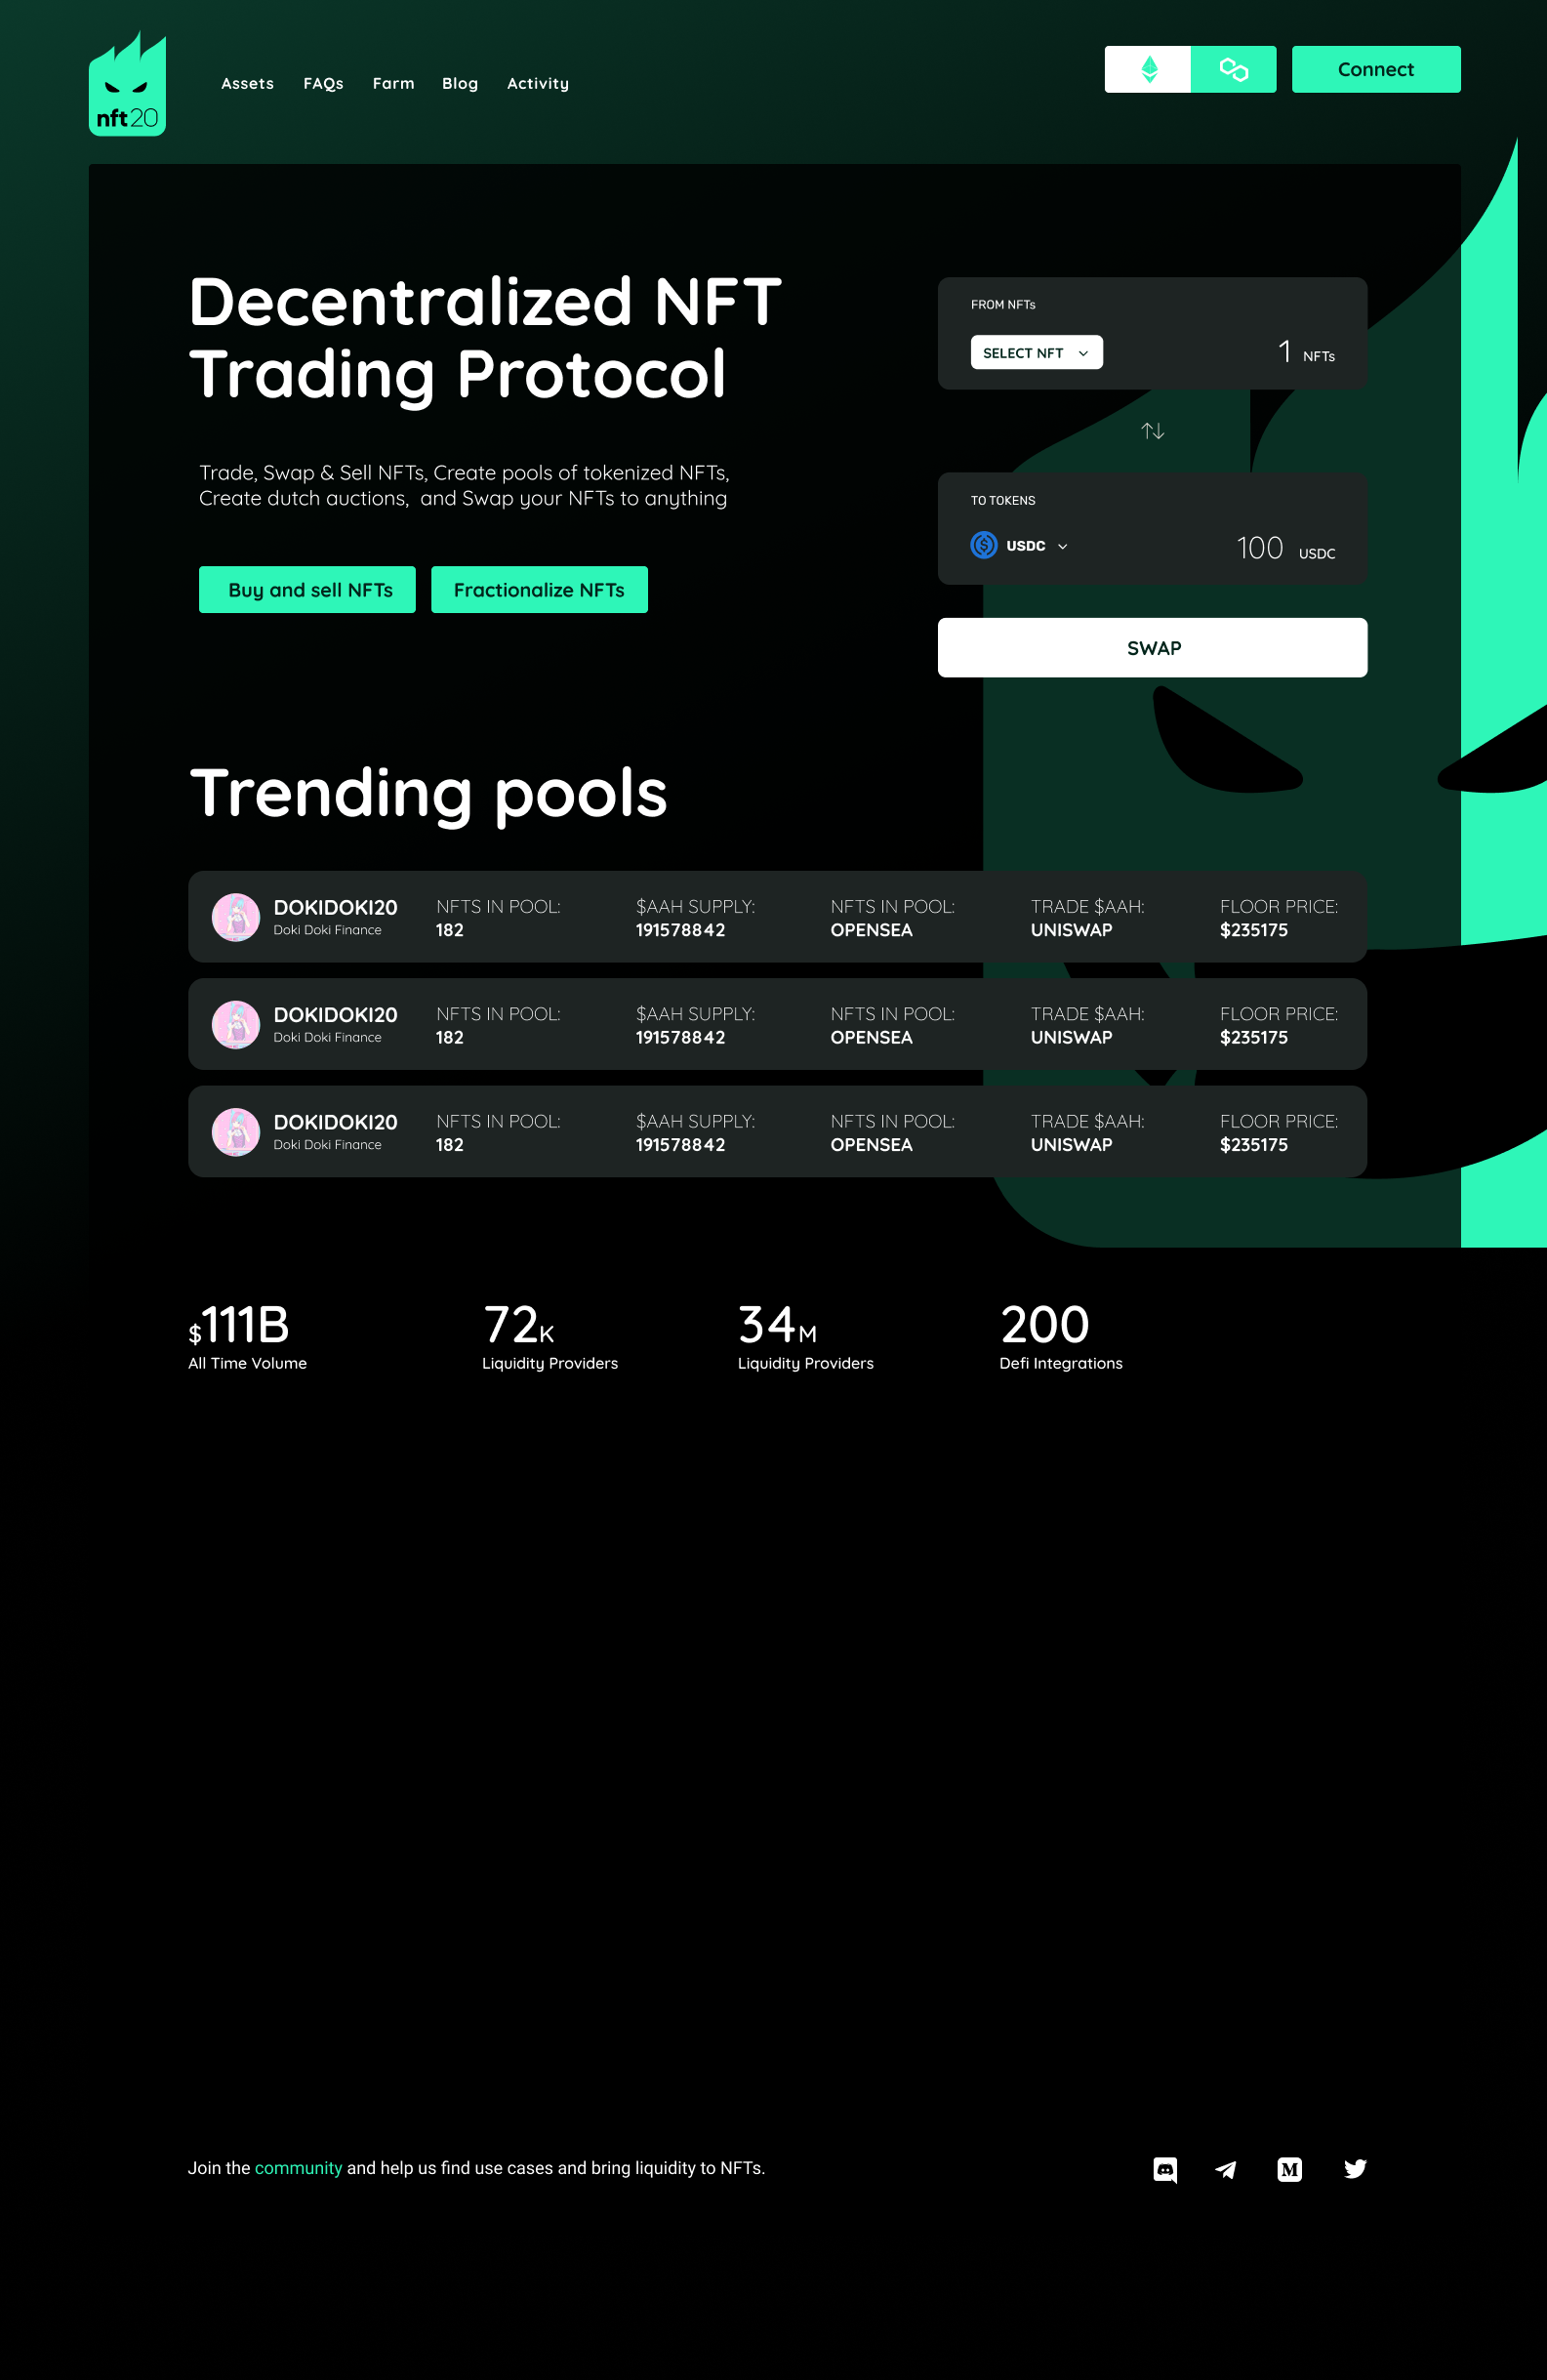 nft20
Assets FAQs Farm Blog Activity
Connect
Decentralized NFT
Trading Protocol
Trade, Swap & Sell NFTs, Create pools of tokenized NFTs,
Create dutch auctions,  and Swap your NFTs to anything
Buy and sell NFTs
Fractionalize NFTs
FROM NFTs
SELECT NFT
1 NFTs
TO TOKENS
USDC
100 USDC
SWAP
Trending pools
DOKIDOKI20 NFTS IN POOL: $AAH SUPPLY: NFTS IN POOL: TRADE $AAH: FLOOR PRICE:
Doki Doki Finance 182 191578842 OPENSEA UNISWAP $235175
DOKIDOKI20 NFTS IN POOL: $AAH SUPPLY: NFTS IN POOL: TRADE $AAH: FLOOR PRICE:
Doki Doki Finance 182 191578842 OPENSEA UNISWAP $235175
DOKIDOKI20 NFTS IN POOL: $AAH SUPPLY: NFTS IN POOL: TRADE $AAH: FLOOR PRICE:
Doki Doki Finance 182 191578842 OPENSEA UNISWAP $235175
$111B 72K 34M 200
All Time Volume Liquidity Providers Liquidity Providers Defi Integrations
Join the community and help us find use cases and bring liquidity to NFTs.
M